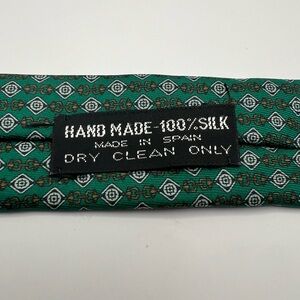 HAND MADE-100%SILK
MADE IN SPAIN
DRY CLEAN ONLY